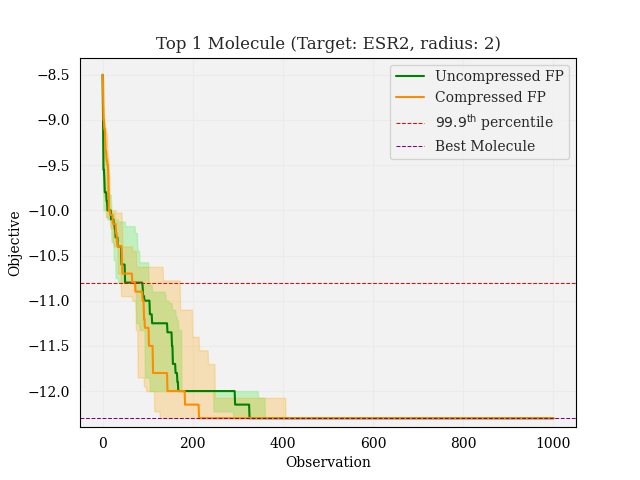 Top 1 Molecule (Target: ESR2, radius: 2)
Uncompressed FP
Compressed FP
99.9th percentile
Best Molecule
−8.5
−9.0
−9.5
−10.0
−10.5
−11.0
−11.5
−12.0
Objective
0 200 400 600 800 1000
Observation